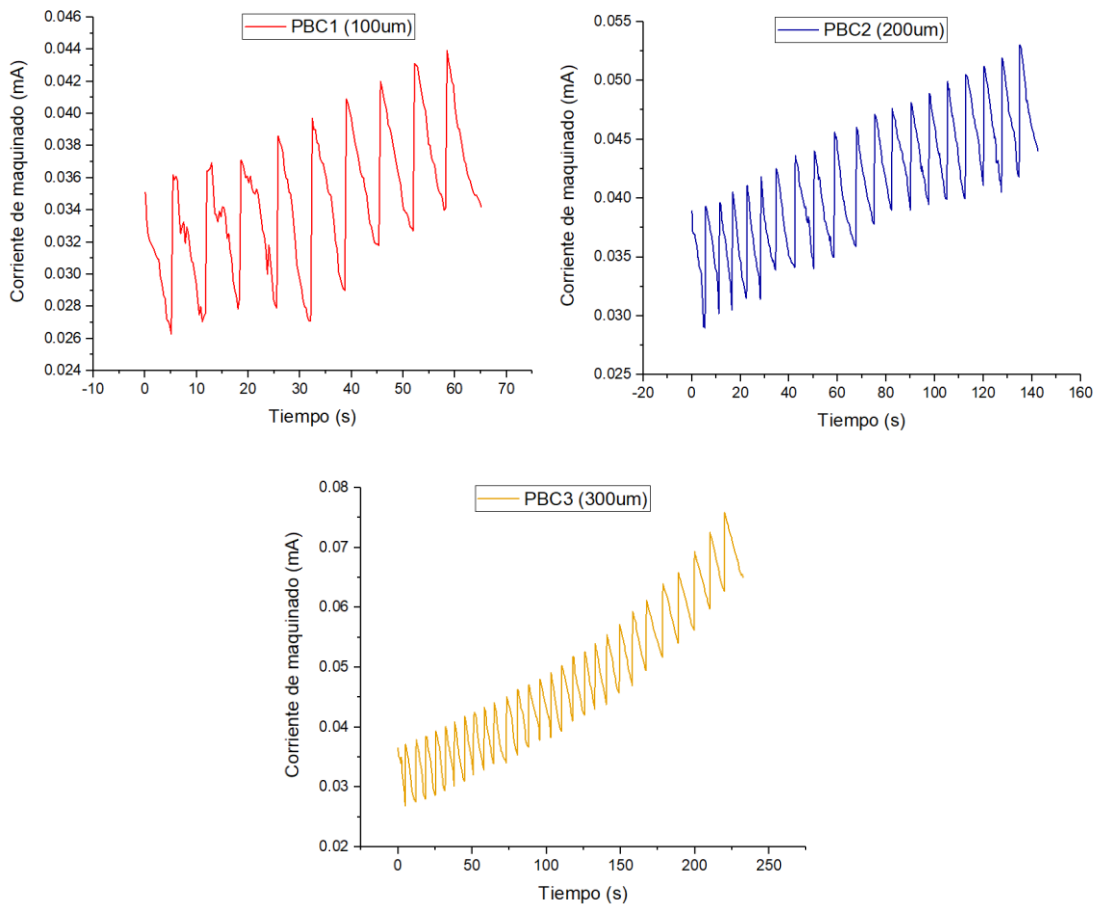 PBC1 (100um)
Corriente de maquinado (mA)
0.046
0.044
0.042
0.040
0.038
0.036
0.034
0.032
0.030
0.028
0.026
0.024
-10 0 10 20 30 40 50 60 70 80
Tiempo (s)
PBC2 (200um)
Corriente de maquinado (mA)
0.055
0.050
0.045
0.040
0.035
0.030
0.025
-20 0 20 40 60 80 100 120 140 160
Tiempo (s)
PBC3 (300um)
Corriente de maquinado (mA)
0.08
0.07
0.06
0.05
0.04
0.03
0.02
0 50 100 150 200 250
Tiempo (s)